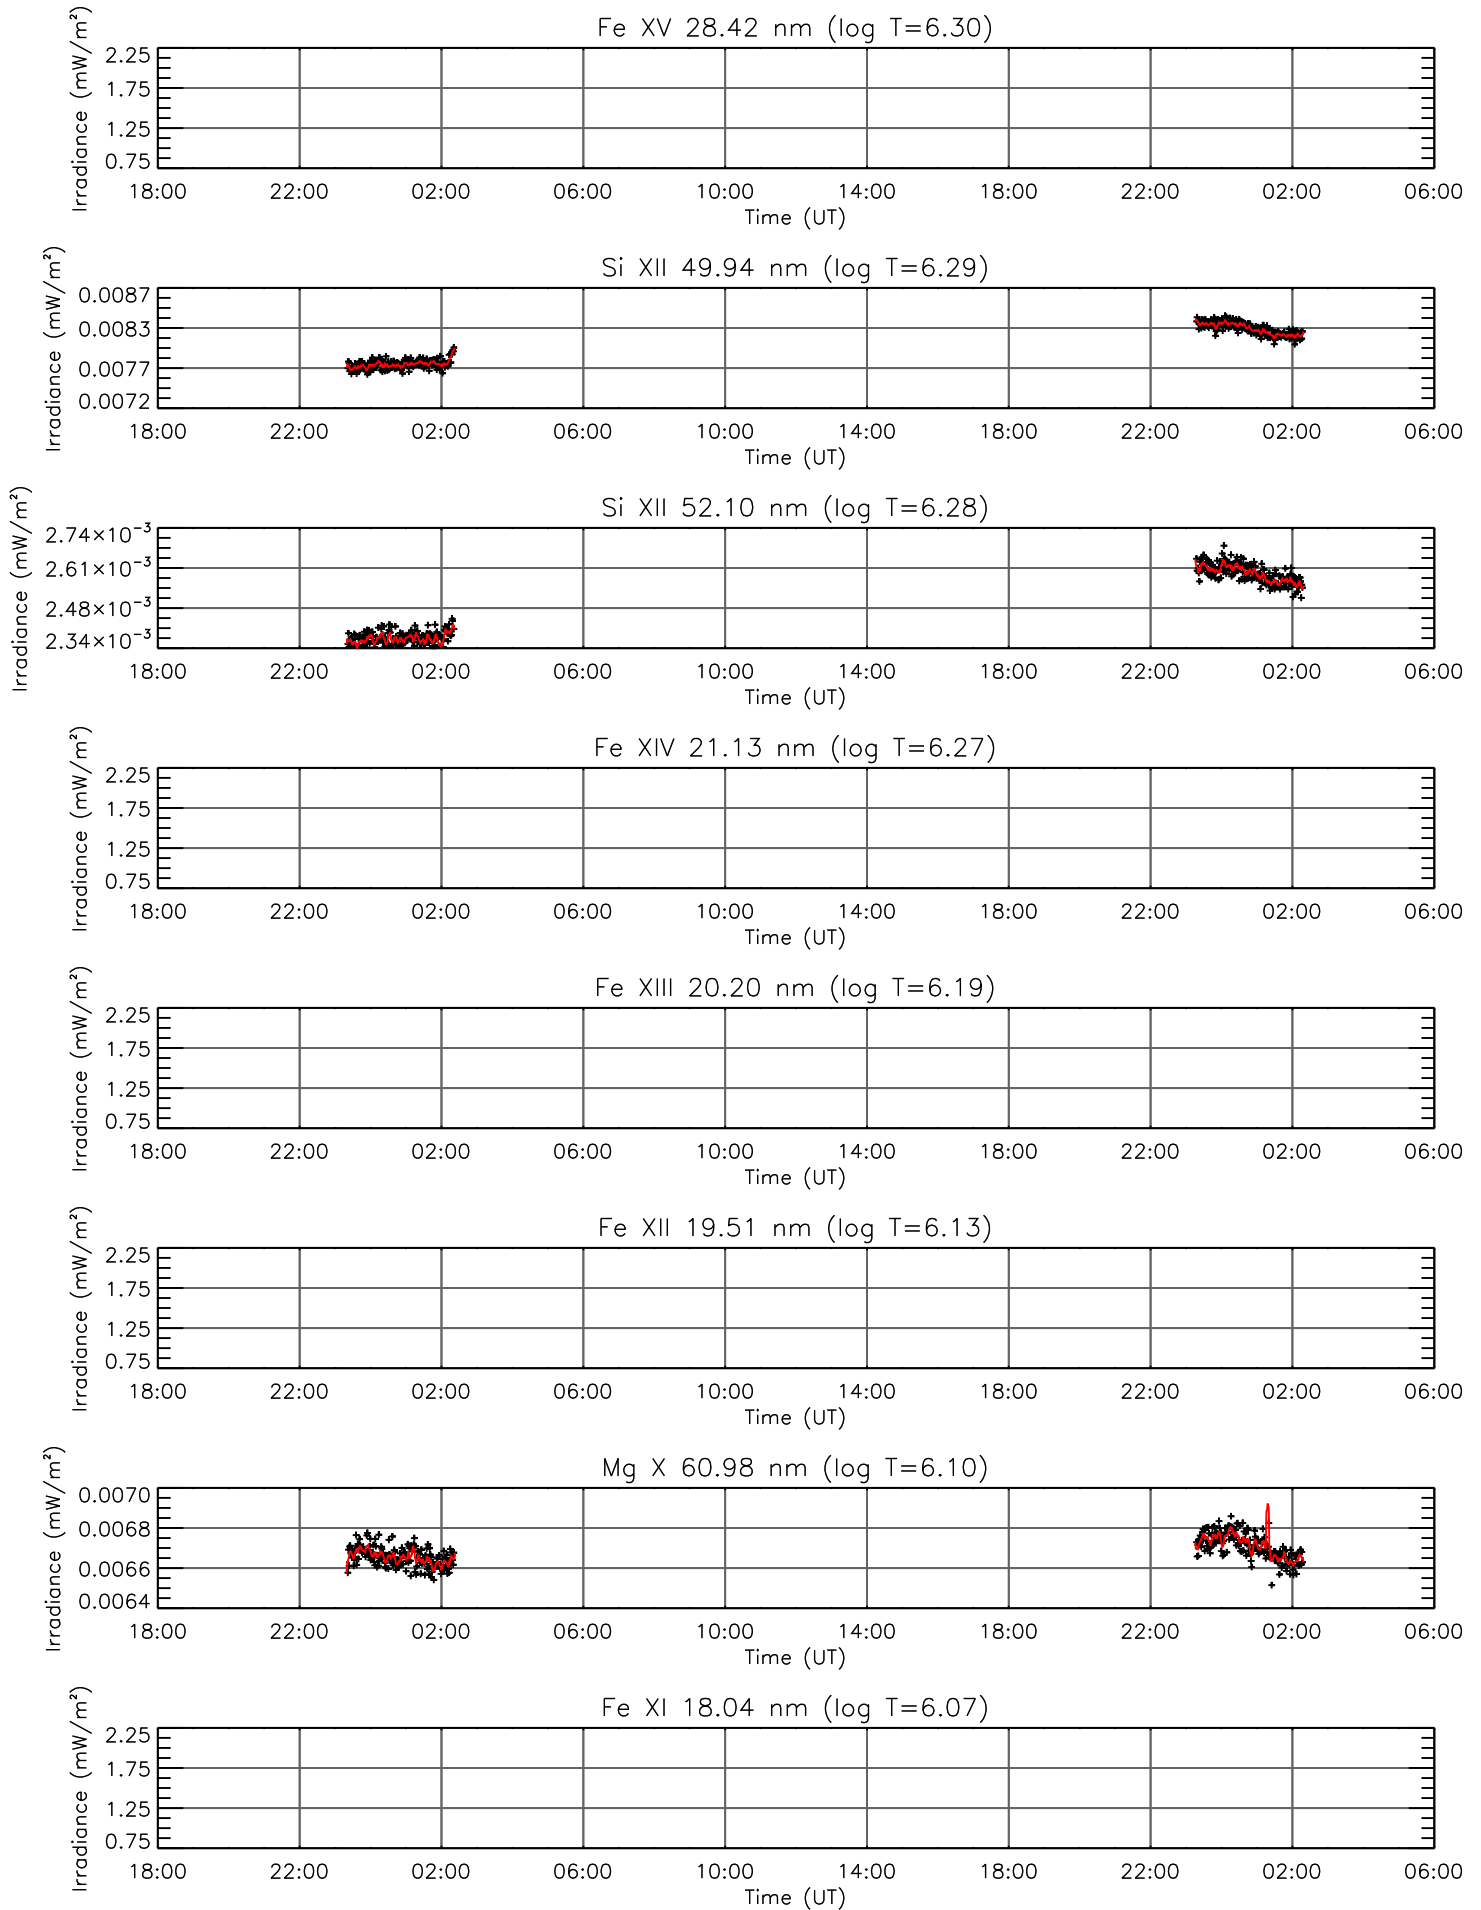 Fe XV 28.42 nm (log T=6.30)
Irradiance (mW/m²)
2.25
1.75
1.25
0.75
18:00 22:00 02:00 06:00 10:00 14:00 18:00 22:00 02:00 06:00
Time (UT)
Si XII 49.94 nm (log T=6.29)
Irradiance (mW/m²)
0.0087
0.0083
0.0077
0.0072
18:00 22:00 02:00 06:00 10:00 14:00 18:00 22:00 02:00 06:00
Time (UT)
Si XII 52.10 nm (log T=6.28)
Irradiance (mW/m²)
2.74×10⁻³
2.61×10⁻³
2.48×10⁻³
2.34×10⁻³
18:00 22:00 02:00 06:00 10:00 14:00 18:00 22:00 02:00 06:00
Time (UT)
Fe XIV 21.13 nm (log T=6.27)
Irradiance (mW/m²)
2.25
1.75
1.25
0.75
18:00 22:00 02:00 06:00 10:00 14:00 18:00 22:00 02:00 06:00
Time (UT)
Fe XIII 20.20 nm (log T=6.19)
Irradiance (mW/m²)
2.25
1.75
1.25
0.75
18:00 22:00 02:00 06:00 10:00 14:00 18:00 22:00 02:00 06:00
Time (UT)
Fe XII 19.51 nm (log T=6.13)
Irradiance (mW/m²)
2.25
1.75
1.25
0.75
18:00 22:00 02:00 06:00 10:00 14:00 18:00 22:00 02:00 06:00
Time (UT)
Mg X 60.98 nm (log T=6.10)
Irradiance (mW/m²)
0.0070
0.0068
0.0066
0.0064
18:00 22:00 02:00 06:00 10:00 14:00 18:00 22:00 02:00 06:00
Time (UT)
Fe XI 18.04 nm (log T=6.07)
Irradiance (mW/m²)
2.25
1.75
1.25
0.75
18:00 22:00 02:00 06:00 10:00 14:00 18:00 22:00 02:00 06:00
Time (UT)